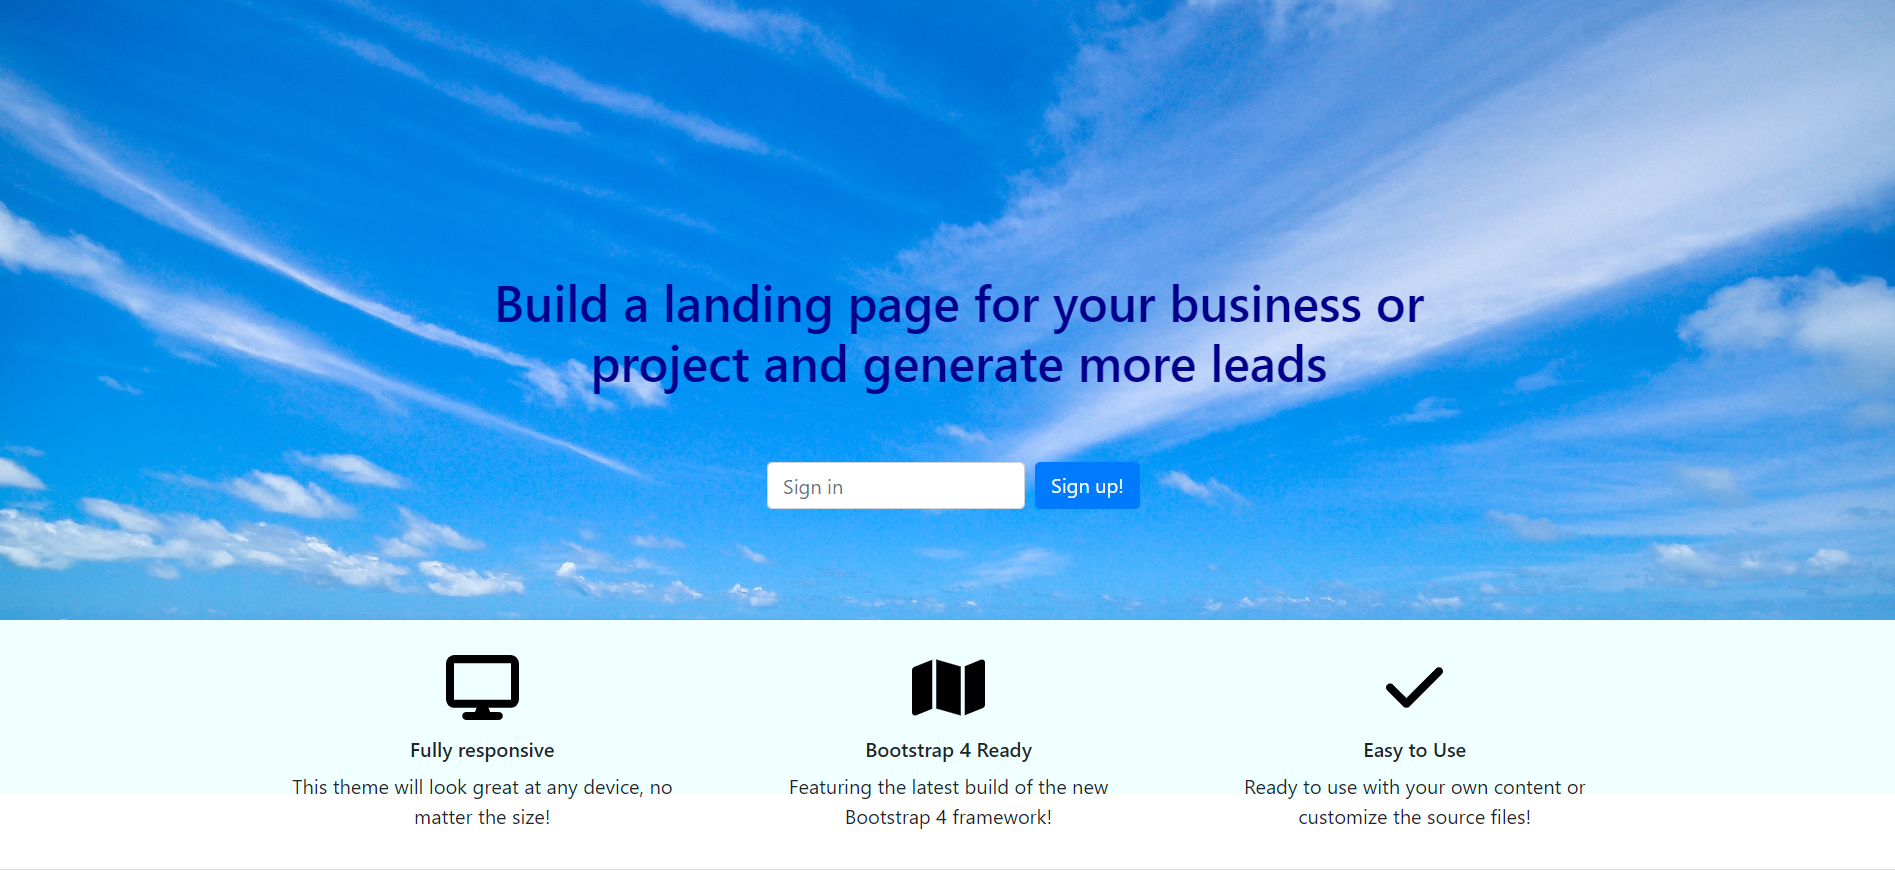 Build a landing page for your business or
project and generate more leads
Sign in
Sign up!
Fully responsive
This theme will look great at any device, no
matter the size!
Bootstrap 4 Ready
Featuring the latest build of the new
Bootstrap 4 framework!
Easy to Use
Ready to use with your own content or
customize the source files!